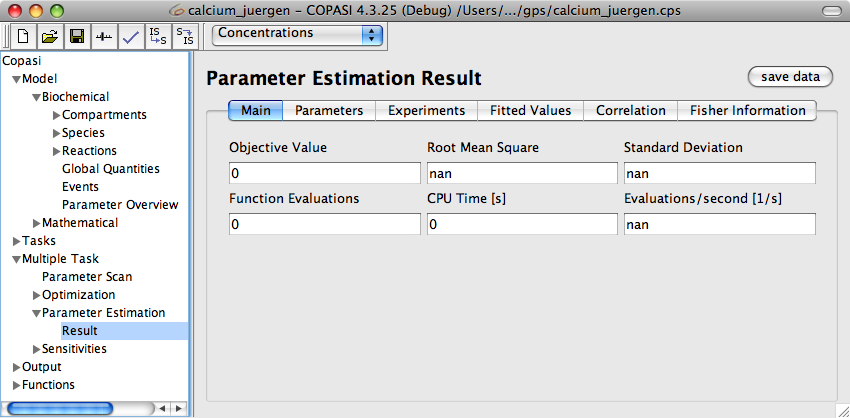 calcium_juergen - COPASI 4.3.25 (Debug) /Users/.../gps/calcium_juergen.cps
IS→S S→IS Concentrations
Copasi
Model
Biochemical
Compartments
Species
Reactions
Global Quantities
Events
Parameter Overview
Mathematical
Tasks
Multiple Task
Parameter Scan
Optimization
Parameter Estimation
Result
Sensitivities
Output
Functions
Parameter Estimation Result save data
Main Parameters Experiments Fitted Values Correlation Fisher Information
Objective Value Root Mean Square Standard Deviation
0 nan nan
Function Evaluations CPU Time [s] Evaluations/second [1/s]
0 0 nan